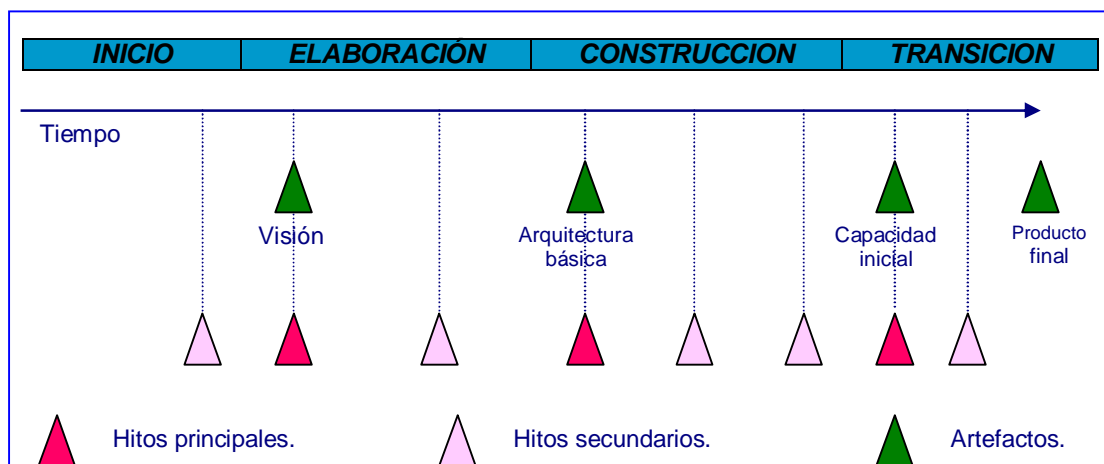 INICIO ELABORACIÓN CONSTRUCCION TRANSICION
Tiempo
Visión Arquitectura básica Capacidad inicial Producto final
Hitos principales. Hitos secundarios. Artefactos.